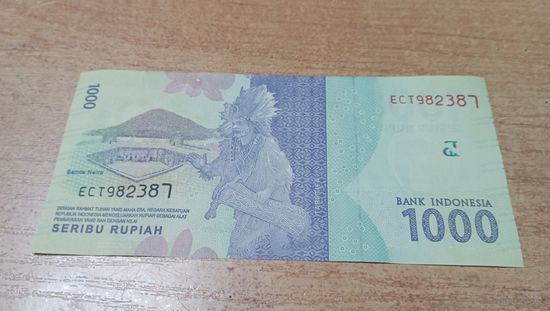 1000
ECT982387
Banda Neira
ECT982387
DENGAN RAHMAT TUHAN YANG MAHA ESA, NEGARA KESATUAN
REPUBLIK INDONESIA MENGELUARKAN RUPIAH SEBAGAI ALAT
PEMBAYARAN YANG SAH DENGAN NILAI
SERIBU RUPIAH
BANK INDONESIA
1000